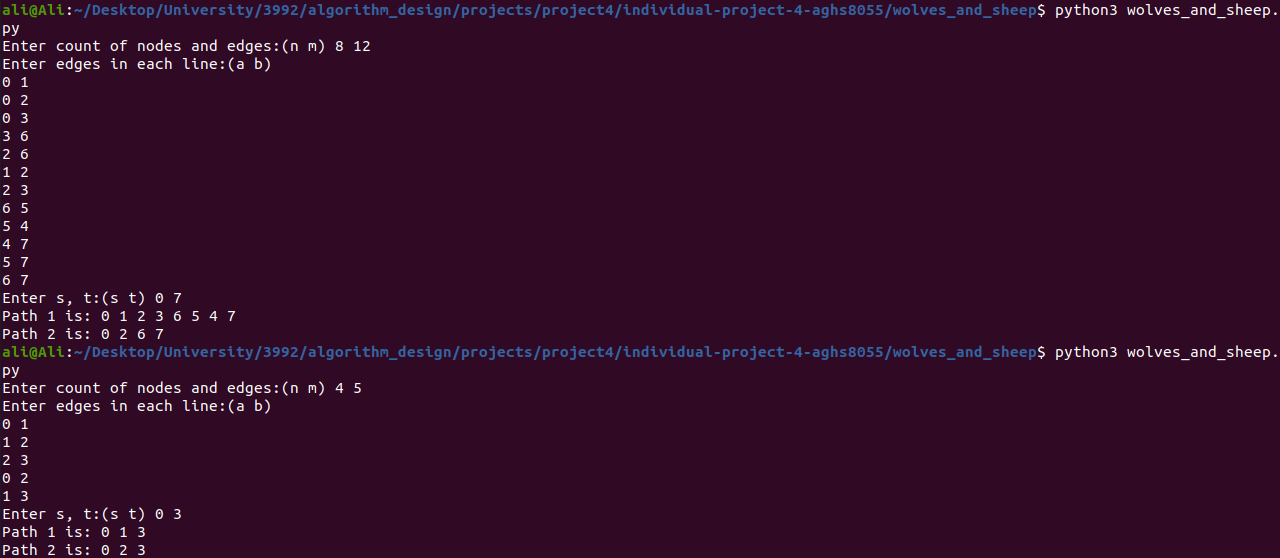 ali@Ali:~/Desktop/University/3992/algorithm_design/projects/project4/individual-project-4-aghs8055/wolves_and_sheep$ python3 wolves_and_sheep.
py
Enter count of nodes and edges:(n m) 8 12
Enter edges in each line:(a b)
0 1
0 2
0 3
3 6
2 6
1 2
2 3
6 5
5 4
4 7
5 7
6 7
Enter s, t:(s t) 0 7
Path 1 is: 0 1 2 3 6 5 4 7
Path 2 is: 0 2 6 7
ali@Ali:~/Desktop/University/3992/algorithm_design/projects/project4/individual-project-4-aghs8055/wolves_and_sheep$ python3 wolves_and_sheep.
py
Enter count of nodes and edges:(n m) 4 5
Enter edges in each line:(a b)
0 1
1 2
2 3
0 2
1 3
Enter s, t:(s t) 0 3
Path 1 is: 0 1 3
Path 2 is: 0 2 3